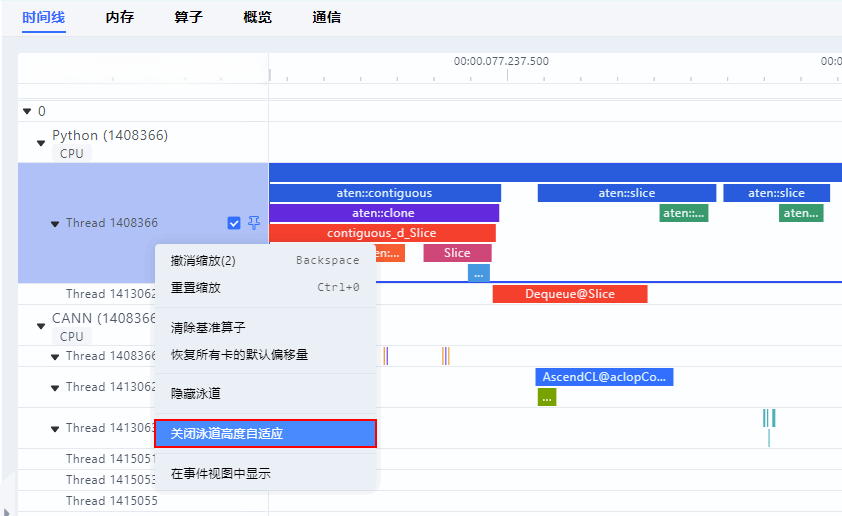 时间线 内存 算子 概览 通信
00:00.077.237.500 00:0
0
Python (1408366)
CPU
aten::contiguous aten::slice aten::slice
aten::clone aten::... aten...
Thread 1408366
contiguous_d_Slice
en:... Slice
撤消缩放(2) Backspace
...
重置缩放 Ctrl+0
Thread 1413062 Dequeue@Slice
CANN (1408366
清除基准算子
CPU
恢复所有卡的默认偏移量
Thread 1408366
AscendCL@aclopCo...
Thread 1413062
隐藏泳道
...
Thread 1413063
关闭泳道高度自适应
Thread 1415051
在事件视图中显示
Thread 1415053
Thread 1415055